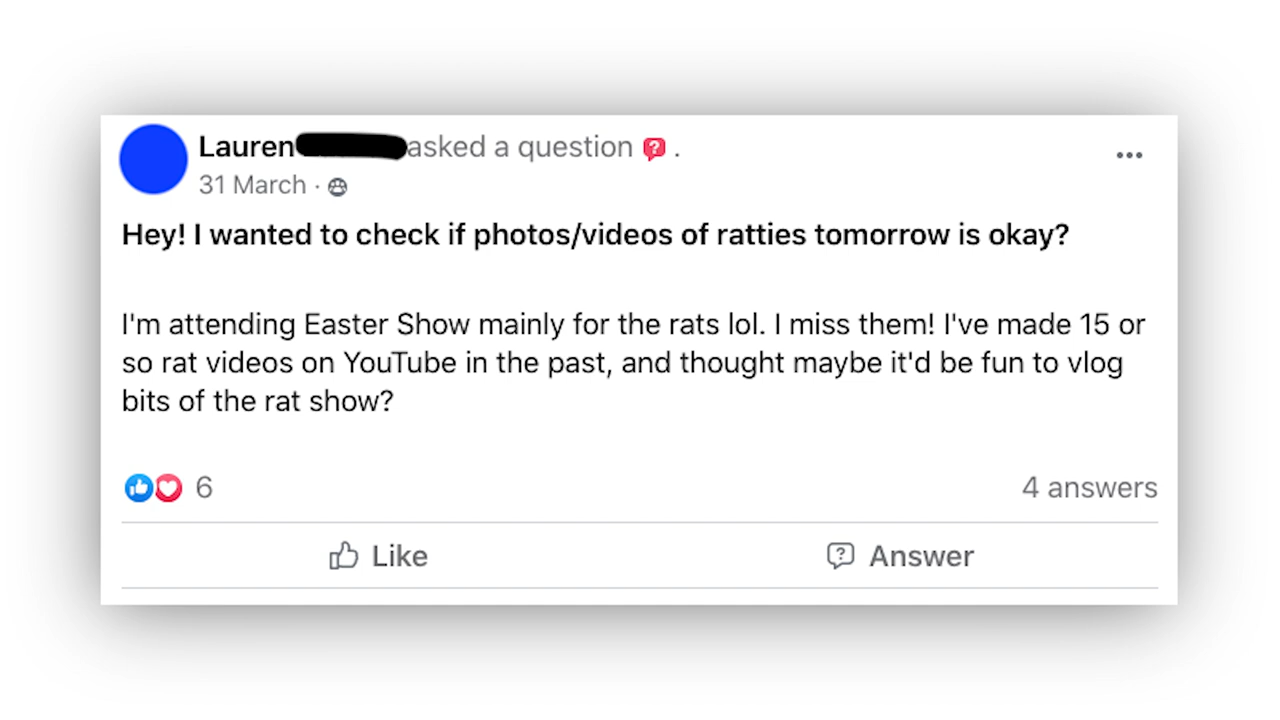 Lauren asked a question .
31 March ·
Hey! I wanted to check if photos/videos of ratties tomorrow is okay?
I'm attending Easter Show mainly for the rats lol. I miss them! I've made 15 or
so rat videos on YouTube in the past, and thought maybe it'd be fun to vlog
bits of the rat show?
6
4 answers
Like
Answer